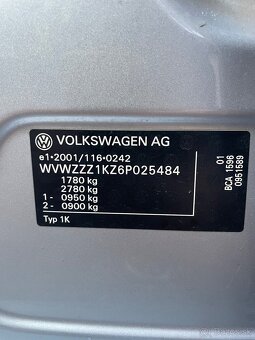 VOLKSWAGEN AG
e1•2001/116•0242
WVWZZZ1KZ6P025484
1780 kg
2780 kg
1 - 0950 kg
2 - 0900 kg
Typ 1K
01
BCA 1596
0951589